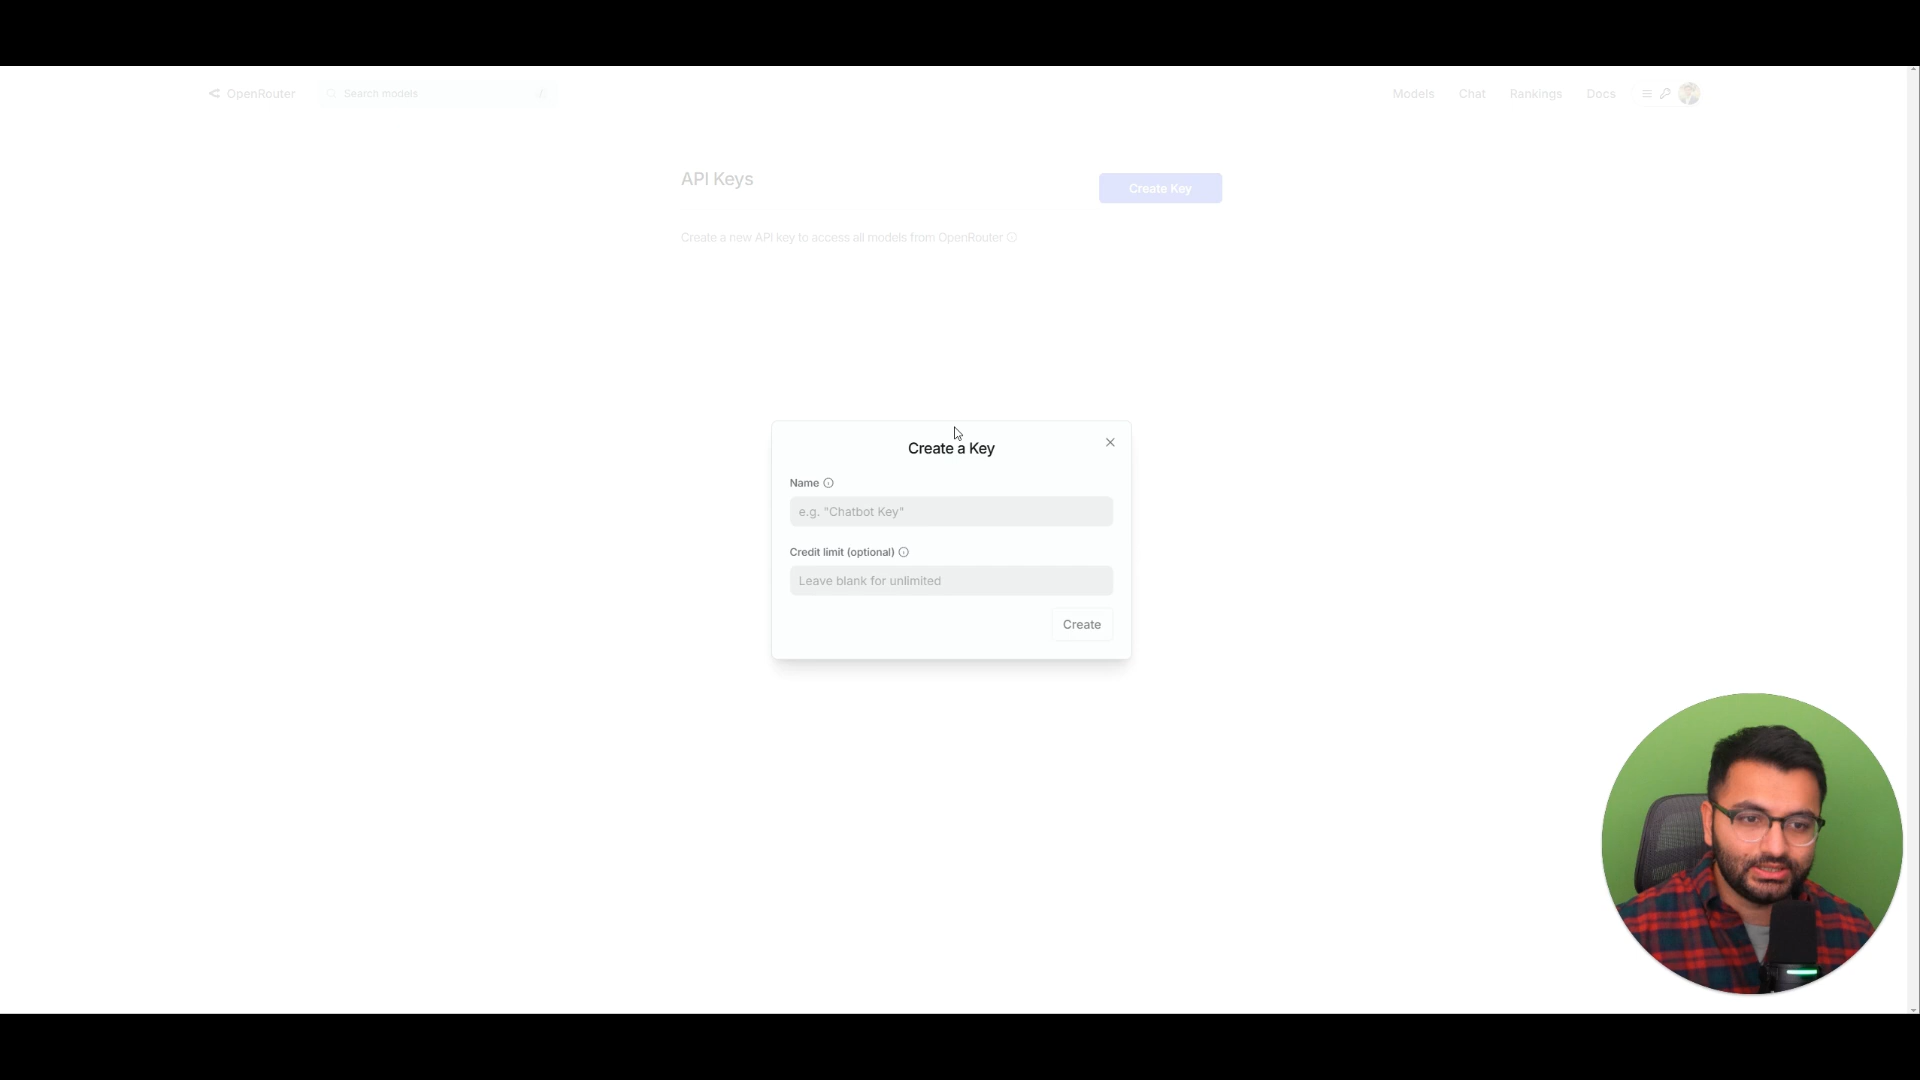 OpenRouter
Search models
/
Models
Chat
Rankings
Docs
API Keys
Create Key
Create a new API key to access all models from OpenRouter
Create a Key
Name
e.g. "Chatbot Key"
Credit limit (optional)
Leave blank for unlimited
Create